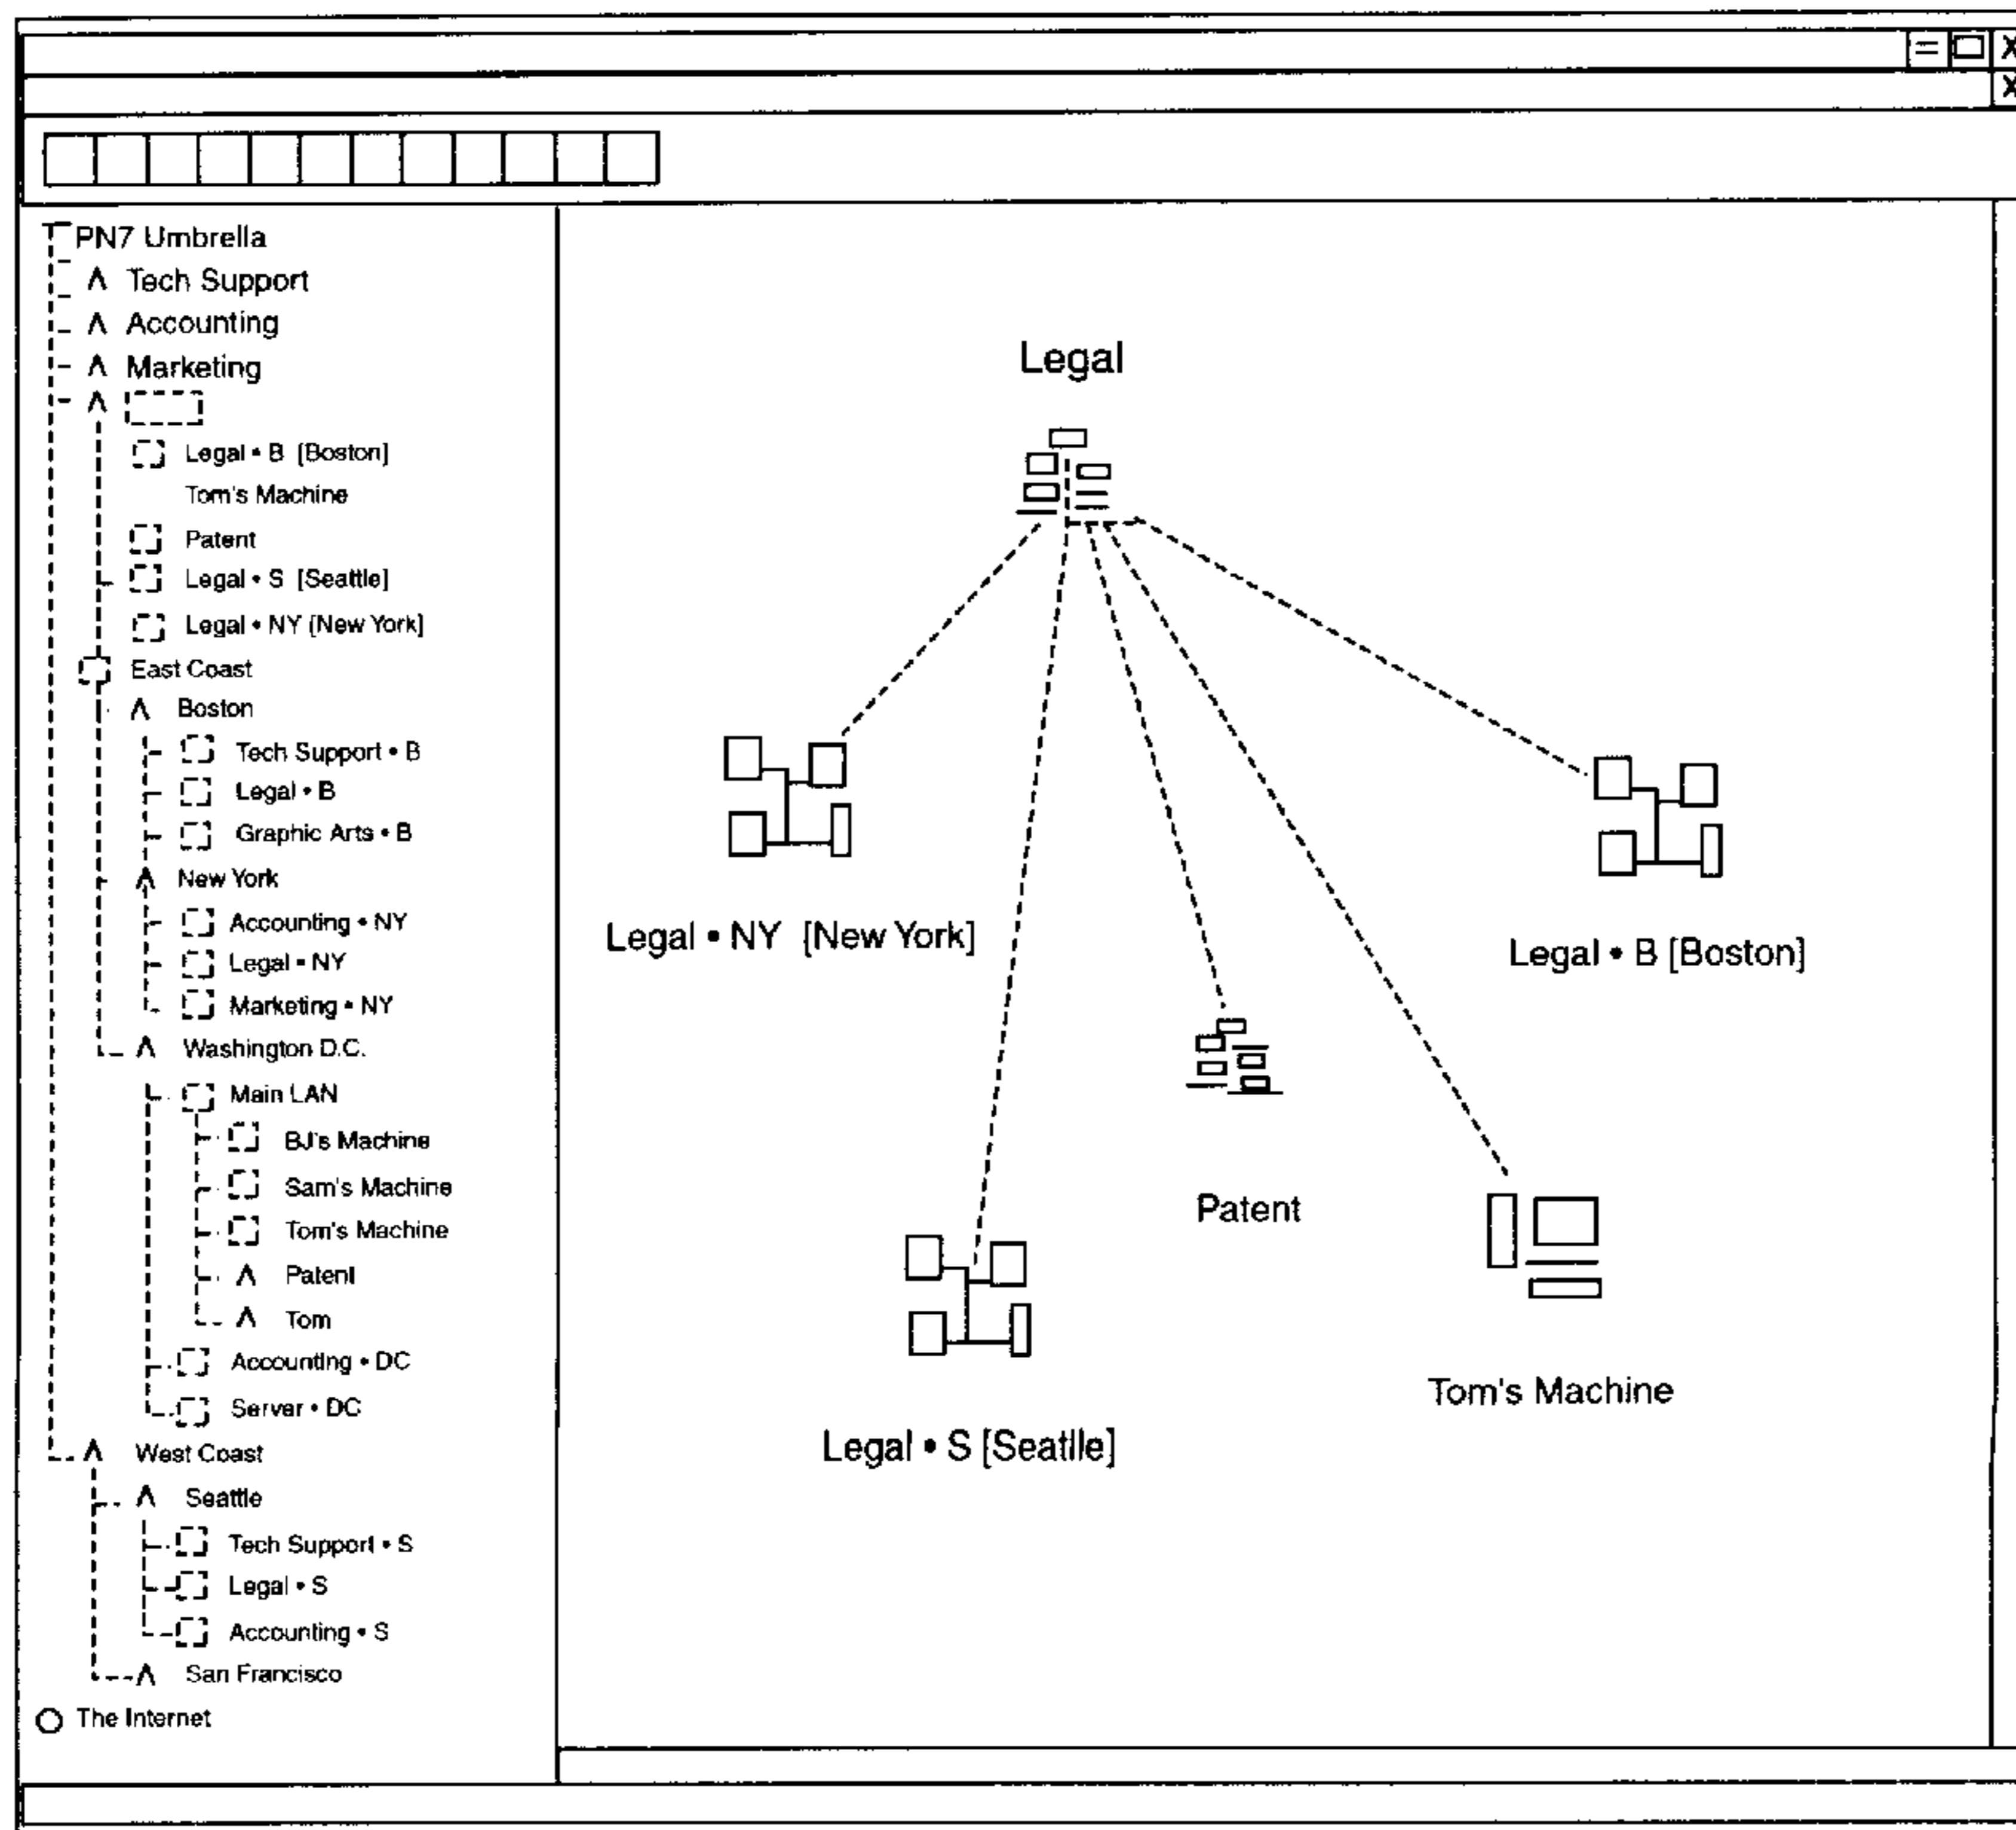 X
X
PN7 Umbrella
Tech Support
Accounting
Marketing
Legal • B [Boston]
Tom's Machine
Patent
Legal • S [Seattle]
Legal • NY [New York]
East Coast
Boston
Tech Support • B
Legal • B
Graphic Arts • B
New York
Accounting • NY
Legal • NY
Marketing • NY
Washington D.C.
Main LAN
BJ's Machine
Sam's Machine
Tom's Machine
Patent
Tom
Accounting • DC
Server • DC
West Coast
Seattle
Tech Support • S
Legal • S
Accounting • S
San Francisco
The Internet
Legal
Legal • NY [New York]
Legal • B [Boston]
Patent
Tom's Machine
Legal • S [Seattle]